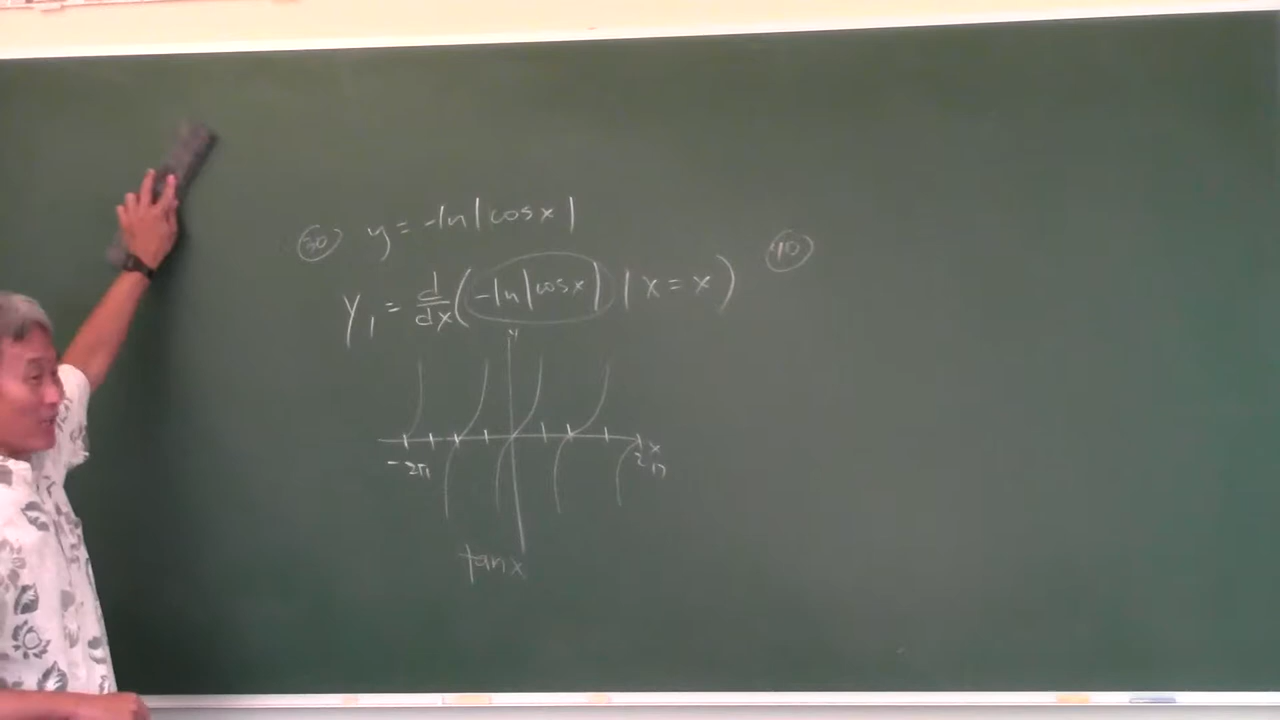 30 y = -ln|cos x|
40
Y₁ = d/dx(-ln|cos x| | x = x)
y
x
-2π 2π
tan x